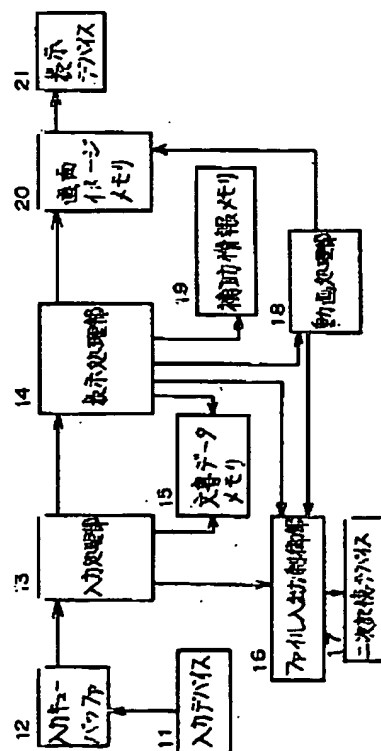 21
表示
デバイス
20
画面
イメージ
メモリ
19
補助情報メモリ
18
動画処理部
14
表示処理部
15
文書データ
メモリ
13
入力処理部
16
ファイル入出力制御部
17
二次記憶デバイス
12
入力キュー
バッファ
11
入力デバイス